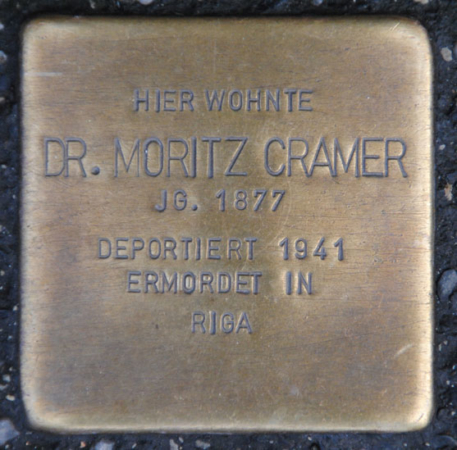 HIER WOHNTE
DR. MORITZ CRAMER
JG. 1877
DEPORTIERT 1941
ERMORDET IN
RIGA